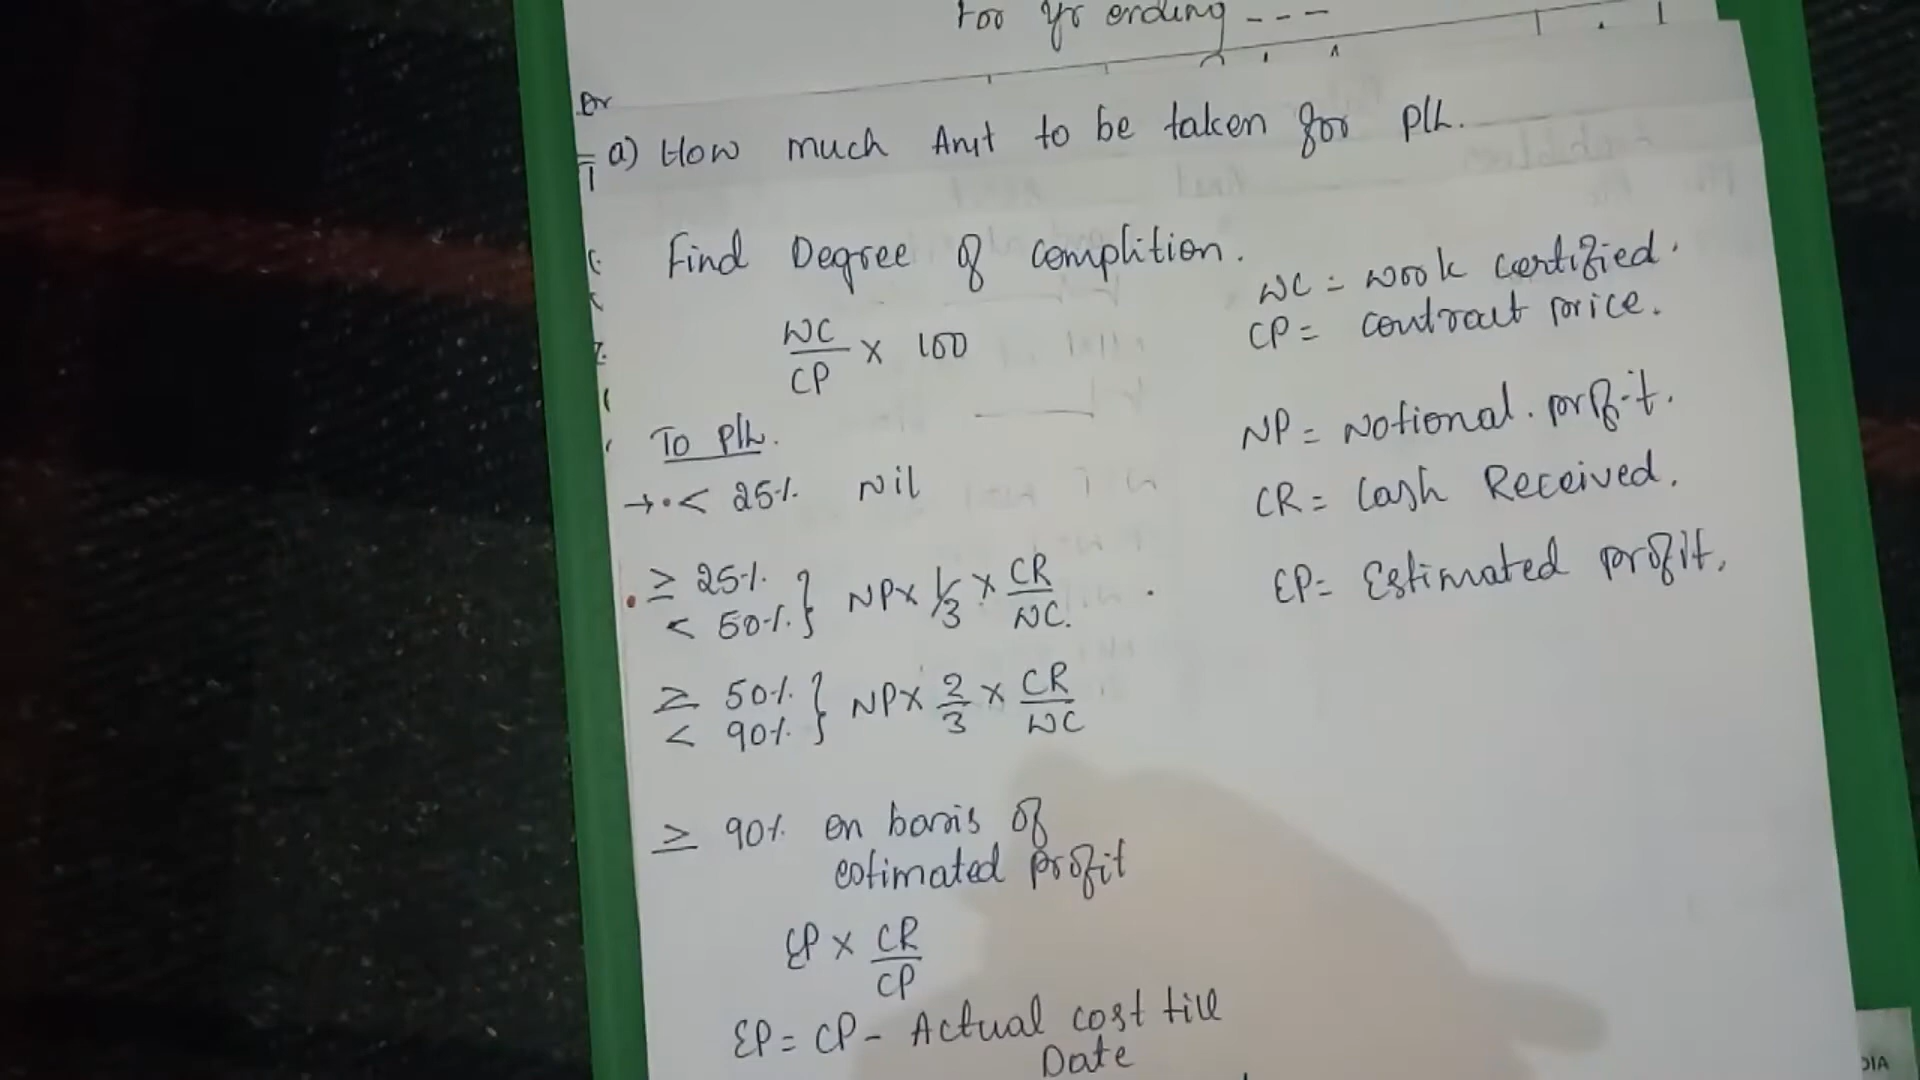 For Yr ending - - -
Dr
a) How much Amt to be taken for P/L.
Find Degree of complition.
WC/CP × 100
WC = Work certified.
CP = contract price.
NP = Notional. profit.
CR = Cash Received.
EP = Estimated profit.
To P/L.
→ • < 25% Nil
≥ 25%
< 50% } NP × 1/3 × CR/WC.
≥ 50%
< 90% } NP × 2/3 × CR/WC
≥ 90% on basis of
estimated profit
EP × CR/CP
EP = CP - Actual cost till
Date
DIA